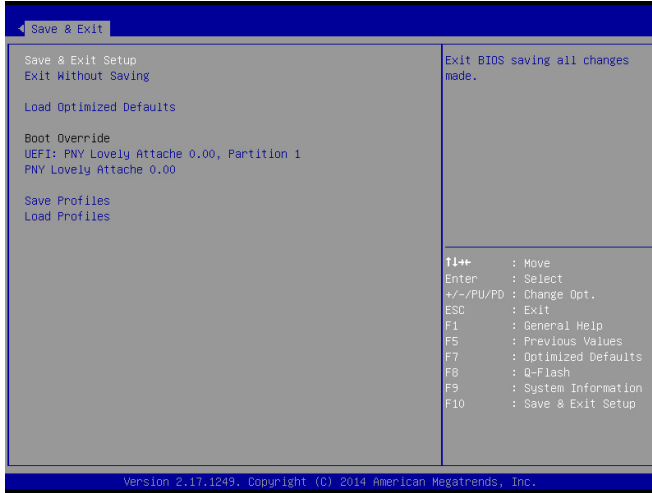 Save & Exit
Save & Exit Setup
Exit Without Saving
Load Optimized Defaults
Boot Override
UEFI: PNY Lovely Attache 0.00, Partition 1
PNY Lovely Attache 0.00
Save Profiles
Load Profiles
Exit BIOS saving all changes
made.
↑↓→← : Move
Enter : Select
+/-/PU/PD : Change Opt.
ESC : Exit
F1 : General Help
F5 : Previous Values
F7 : Optimized Defaults
F8 : Q-Flash
F9 : System Information
F10 : Save & Exit Setup
Version 2.17.1249. Copyright (C) 2014 American Megatrends, Inc.